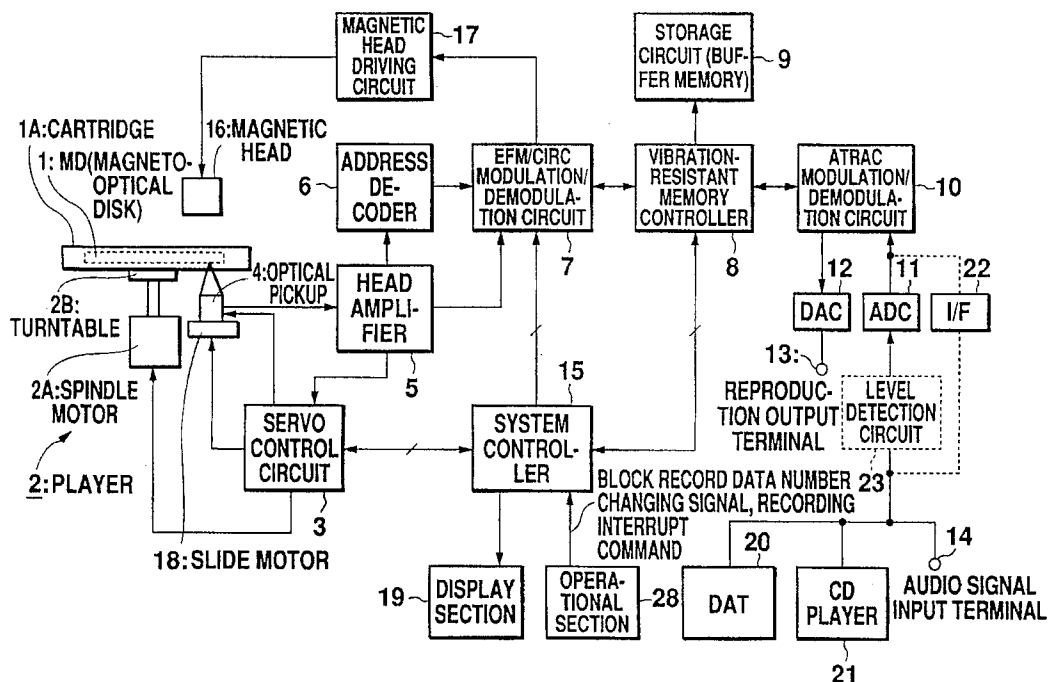 MAGNETIC
HEAD
DRIVING
CIRCUIT
17
STORAGE
CIRCUIT (BUF-
FER MEMORY)
9
1A:CARTRIDGE
1: MD(MAGNETO-
OPTICAL
DISK)
16:MAGNETIC
HEAD
6
ADDRESS
DE-
CODER
EFM/CIRC
MODULATION/
DEMODULA-
TION CIRCUIT
7
VIBRATION-
RESISTANT
MEMORY
CONTROLLER
8
ATRAC
MODULATION/
DEMODULA-
TION CIRCUIT
10
4:OPTICAL
PICKUP
HEAD
AMPLI-
FIER
5
2B:
TURNTABLE
12
DAC
11
ADC
22
I/F
13:
REPRODUC-
TION OUTPUT
TERMINAL
LEVEL
DETECTION
CIRCUIT
23
2A:SPINDLE
MOTOR
2:PLAYER
SERVO
CONTROL
CIRCUIT
3
15
SYSTEM
CONTROL-
LER
18:SLIDE MOTOR
BLOCK RECORD DATA NUMBER
CHANGING SIGNAL, RECORDING
INTERRUPT
COMMAND
19
DISPLAY
SECTION
OPERA-
TIONAL
SECTION
28
20
DAT
CD
PLAYER
21
14
AUDIO SIGNAL
INPUT TERMINAL